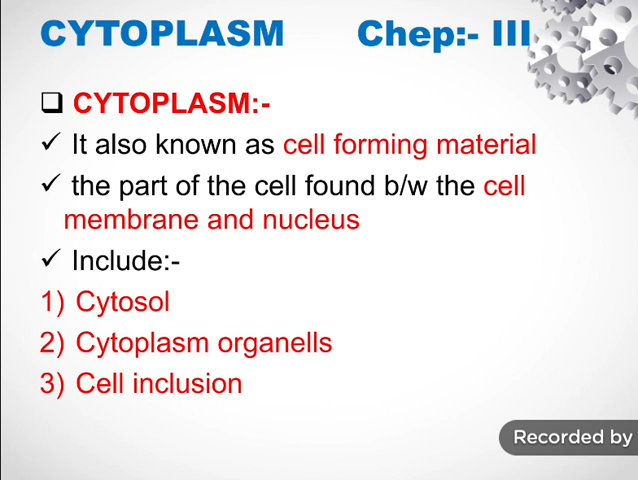 CYTOPLASM Chep:- III
CYTOPLASM:-
It also known as cell forming material
the part of the cell found b/w the cell
membrane and nucleus
Include:-
1) Cytosol
2) Cytoplasm organells
3) Cell inclusion
Recorded by